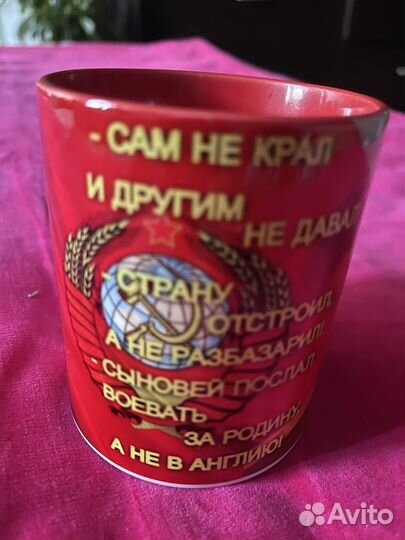 - САМ НЕ КРАЛ
И ДРУГИМ
НЕ ДАВАЛ
- СТРАНУ
ОТСТРОИЛ,
А НЕ РАЗБАЗАРИЛ!
- СЫНОВЕЙ ПОСЛАЛ
ВОЕВАТЬ
ЗА РОДИНУ,
А НЕ В АНГЛИЮ!
Avito